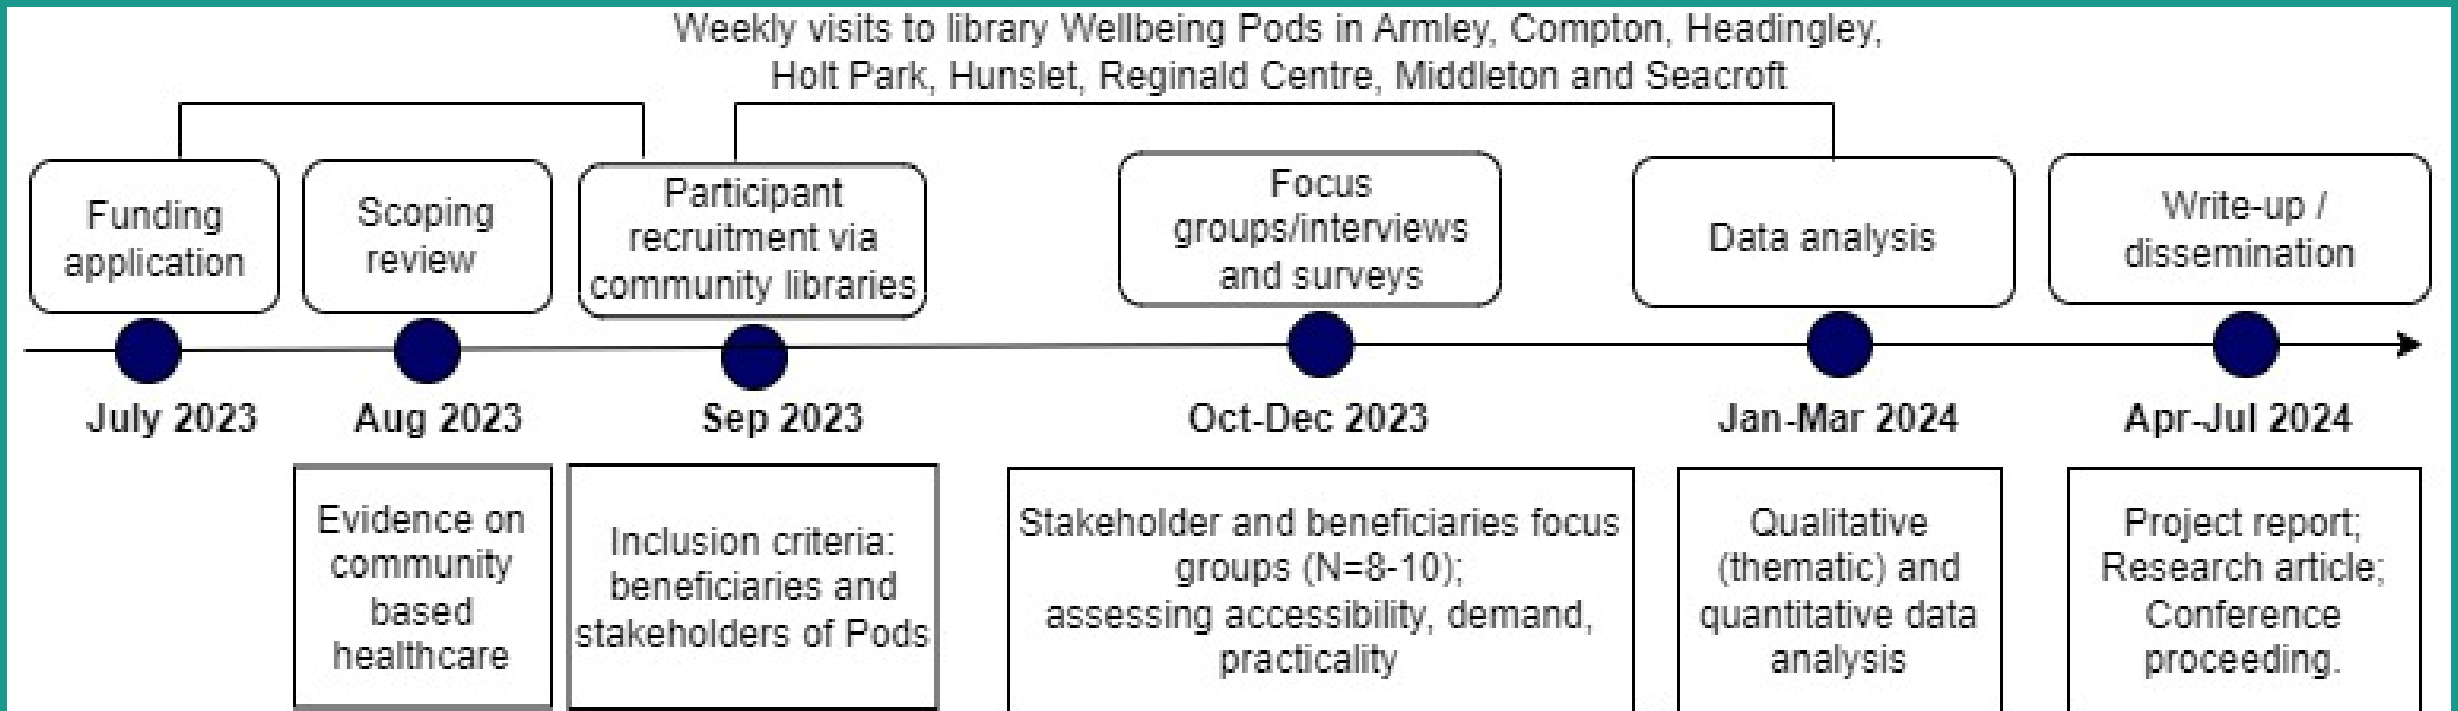 Weekly visits to library Wellbeing Pods in Armley, Compton, Headingley,
Holt Park, Hunslet, Reginald Centre, Middleton and Seacroft
Funding
application
Scoping
review
Participant
recruitment via
community libraries
Focus
groups/interviews
and surveys
Data analysis
Write-up /
dissemination
July 2023
Aug 2023
Sep 2023
Oct-Dec 2023
Jan-Mar 2024
Apr-Jul 2024
Evidence on
community
based
healthcare
Inclusion criteria:
beneficiaries and
stakeholders of Pods
Stakeholder and beneficiaries focus
groups (N=8-10);
assessing accessibility, demand,
practicality
Qualitative
(thematic) and
quantitative data
analysis
Project report;
Research article;
Conference
proceeding.